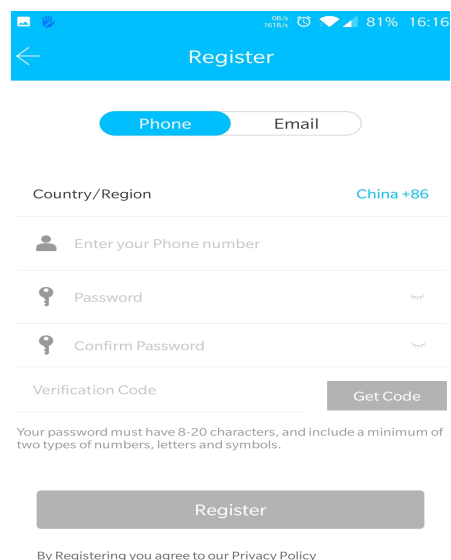 0B/s
161B/s
81% 16:16
Register
Phone Email
Country/Region China +86
Enter your Phone number
Password
Confirm Password
Verification Code Get Code
Your password must have 8-20 characters, and include a minimum of
two types of numbers, letters and symbols.
Register
By Registering you agree to our Privacy Policy